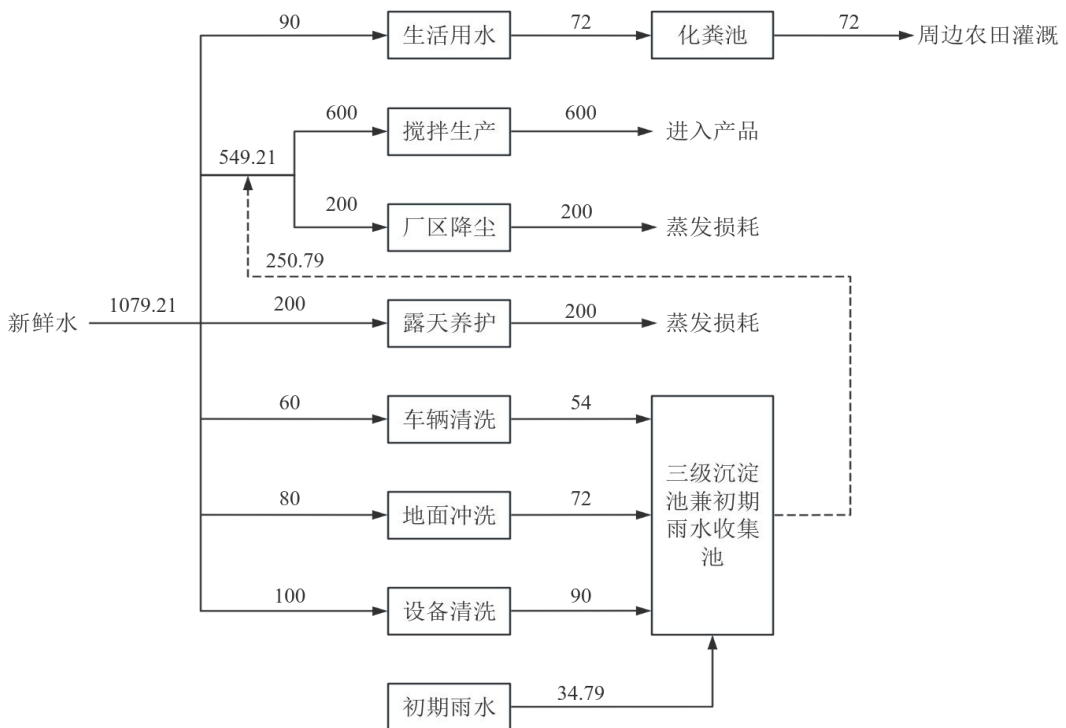 90
生活用水
72
化粪池
72
周边农田灌溉
600
搅拌生产
600
进入产品
549.21
200
厂区降尘
200
蒸发损耗
250.79
新鲜水
1079.21
200
露天养护
200
蒸发损耗
60
车辆清洗
54
三级沉淀
池兼初期
雨水收集
池
80
地面冲洗
72
100
设备清洗
90
初期雨水
34.79